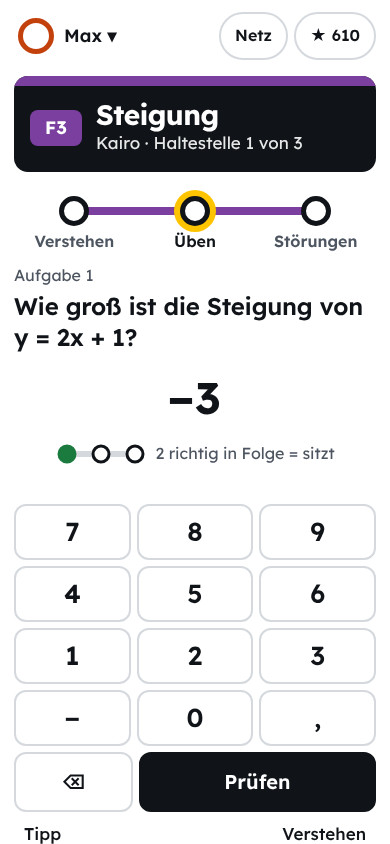 Max ▾
Netz
★ 610
F3
Steigung
Kairo · Haltestelle 1 von 3
Verstehen
Üben
Störungen
Aufgabe 1
Wie groß ist die Steigung von
y = 2x + 1?
−3
2 richtig in Folge = sitzt
7
8
9
4
5
6
1
2
3
−
0
,
⌫
Prüfen
Tipp
Verstehen